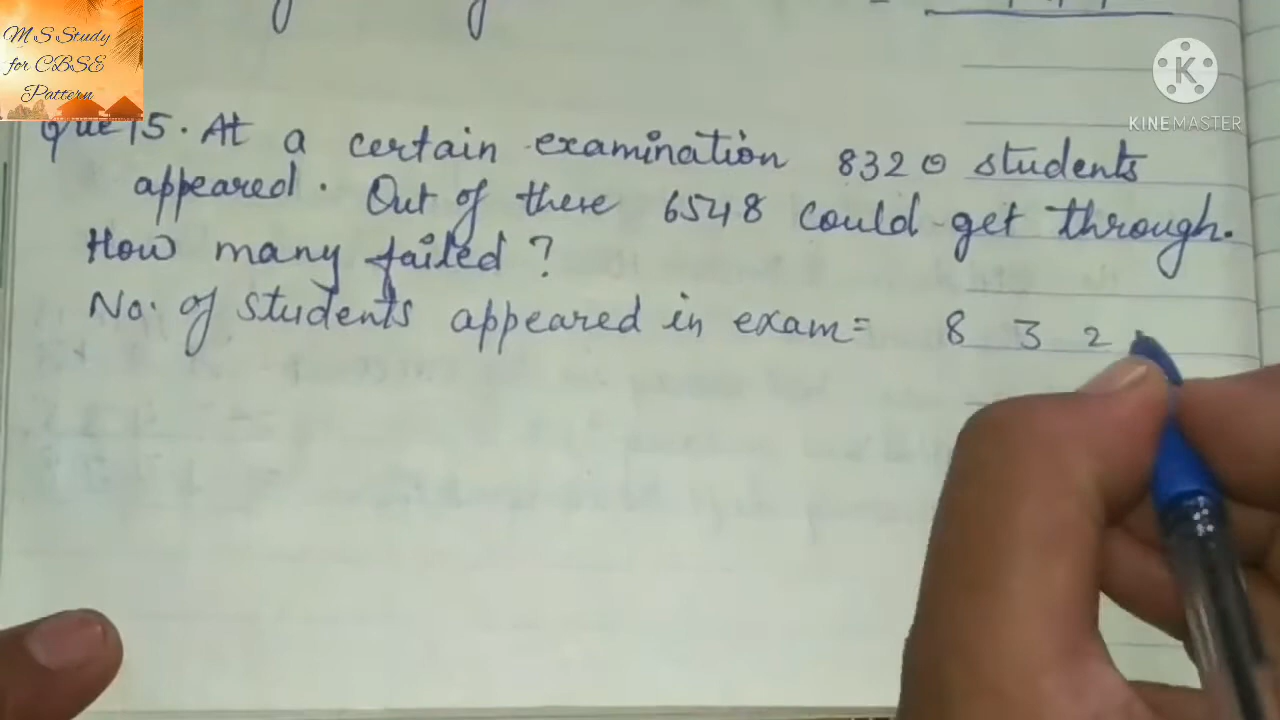 M S Study
for CBSE
Pattern
KINEMASTER
Que 15. At a certain examination 8320 students
appeared. Out of there 6548 could get through.
How many failed?
No. of students appeared in exam = 8 3 2